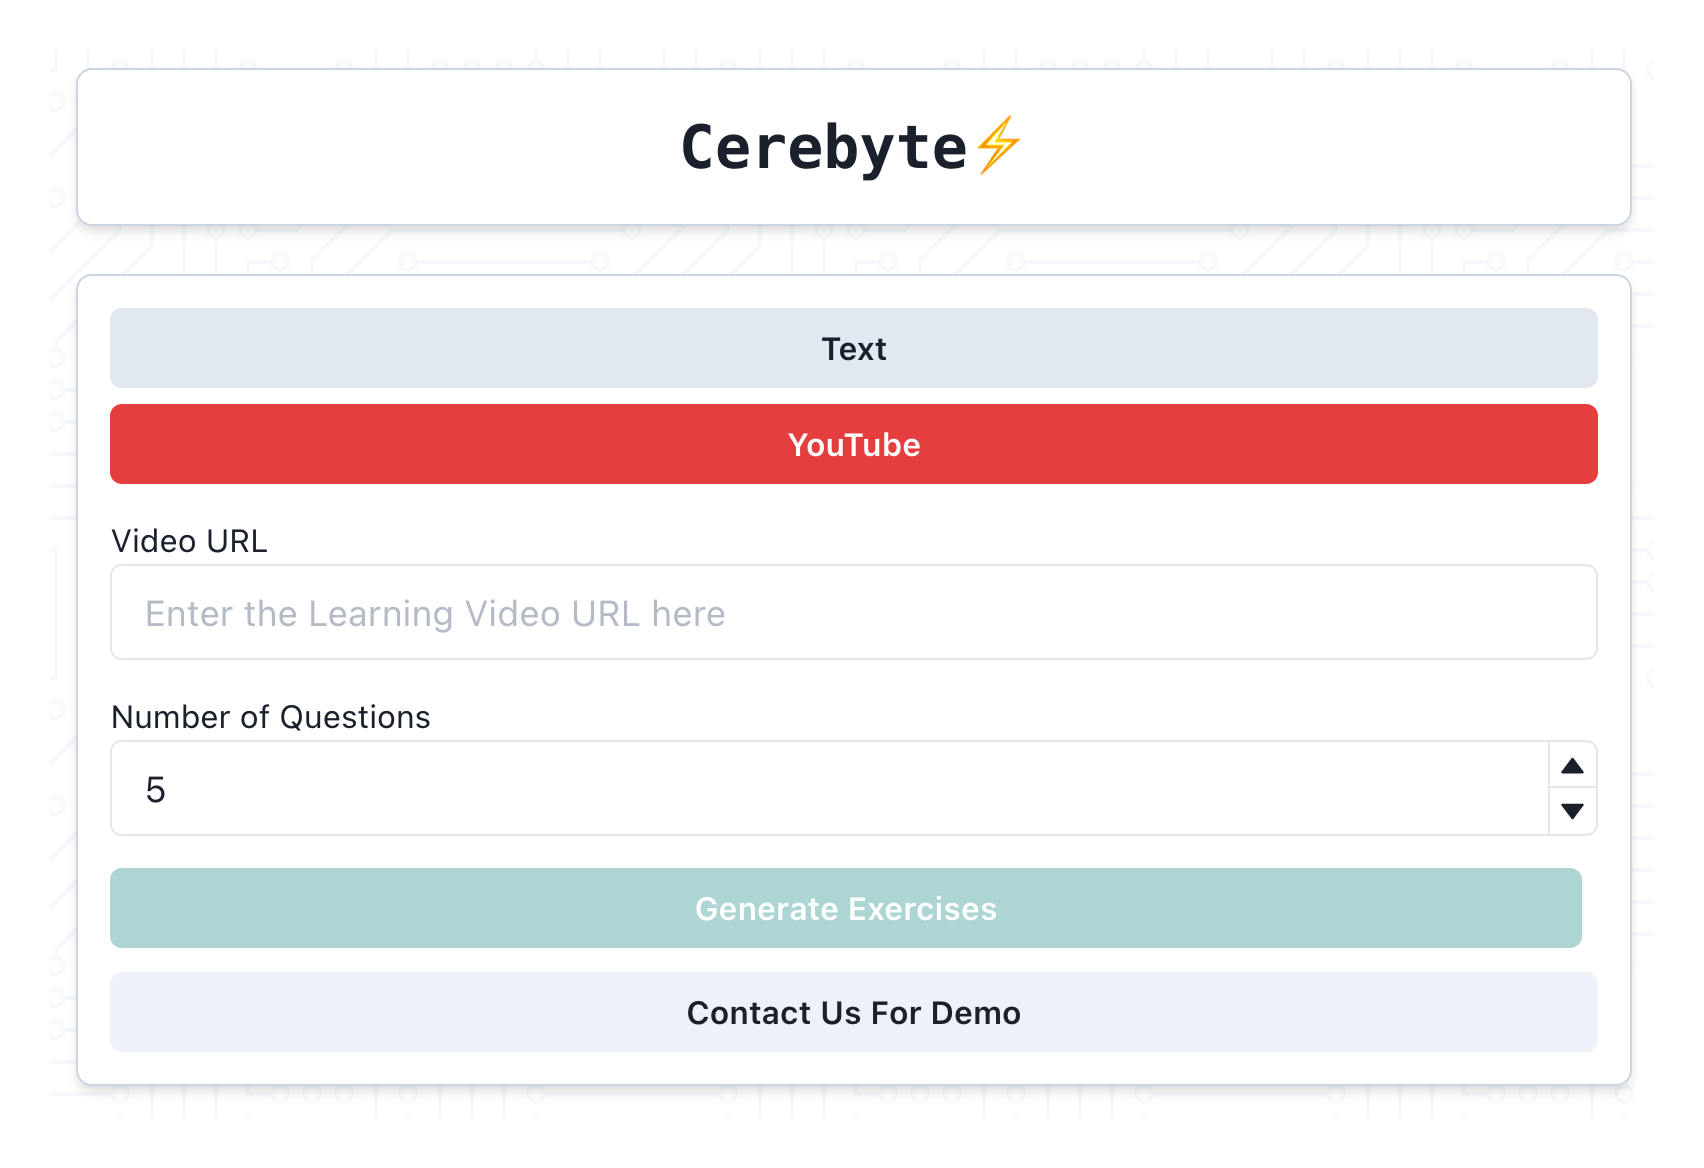 Cerebyte⚡
Text
YouTube
Video URL
Enter the Learning Video URL here
Number of Questions
5
Generate Exercises
Contact Us For Demo